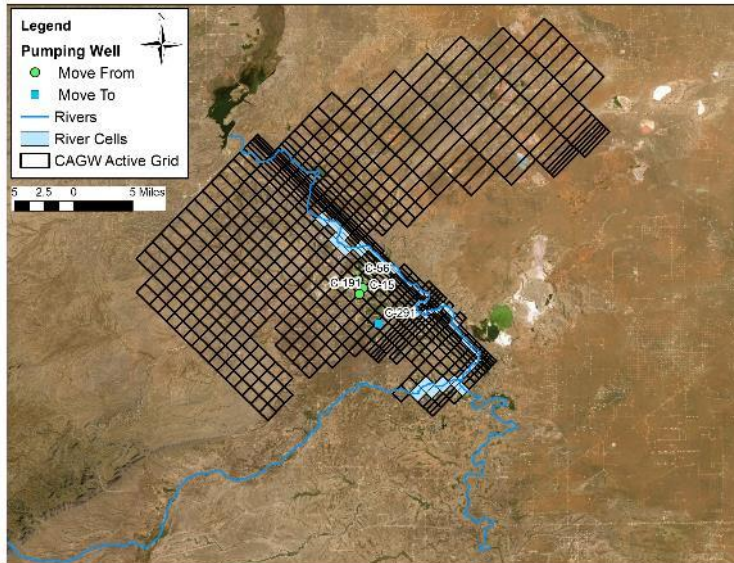 Legend
Pumping Well
Move From
Move To
Rivers
River Cells
CAGW Active Grid
N
5 2.5 0 5 Miles
C-56
C-191 C-15
C-291